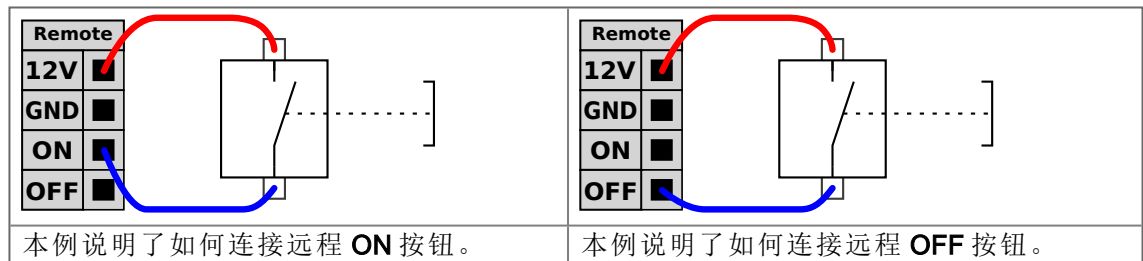 Remote
12V
GND
ON
OFF
本例说明了如何连接远程 ON 按钮。
Remote
12V
GND
ON
OFF
本例说明了如何连接远程 OFF 按钮。